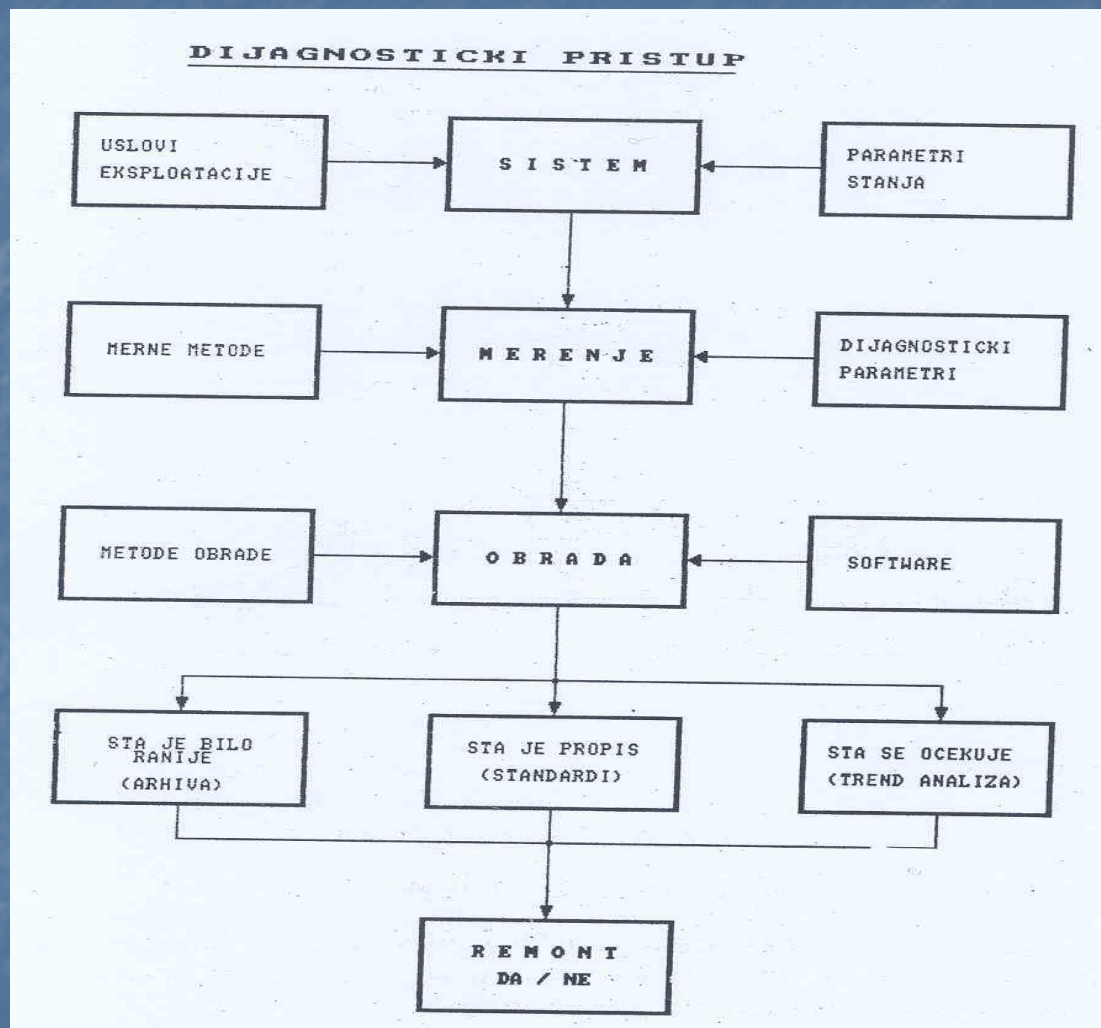 DIJAGNOSTICKI PRISTUP
USLOVI
EKSPLOATACIJE
SISTEM
PARAMETRI
STANJA
MERNE METODE
MERENJE
DIJAGNOSTICKI
PARAMETRI
METODE OBRADE
OBRADA
SOFTWARE
STA JE BILO
RANIJE
(ARHIVA)
STA JE PROPIS
(STANDARDI)
STA SE OCEKUJE
(TREND ANALIZA)
REMONT
DA / NE